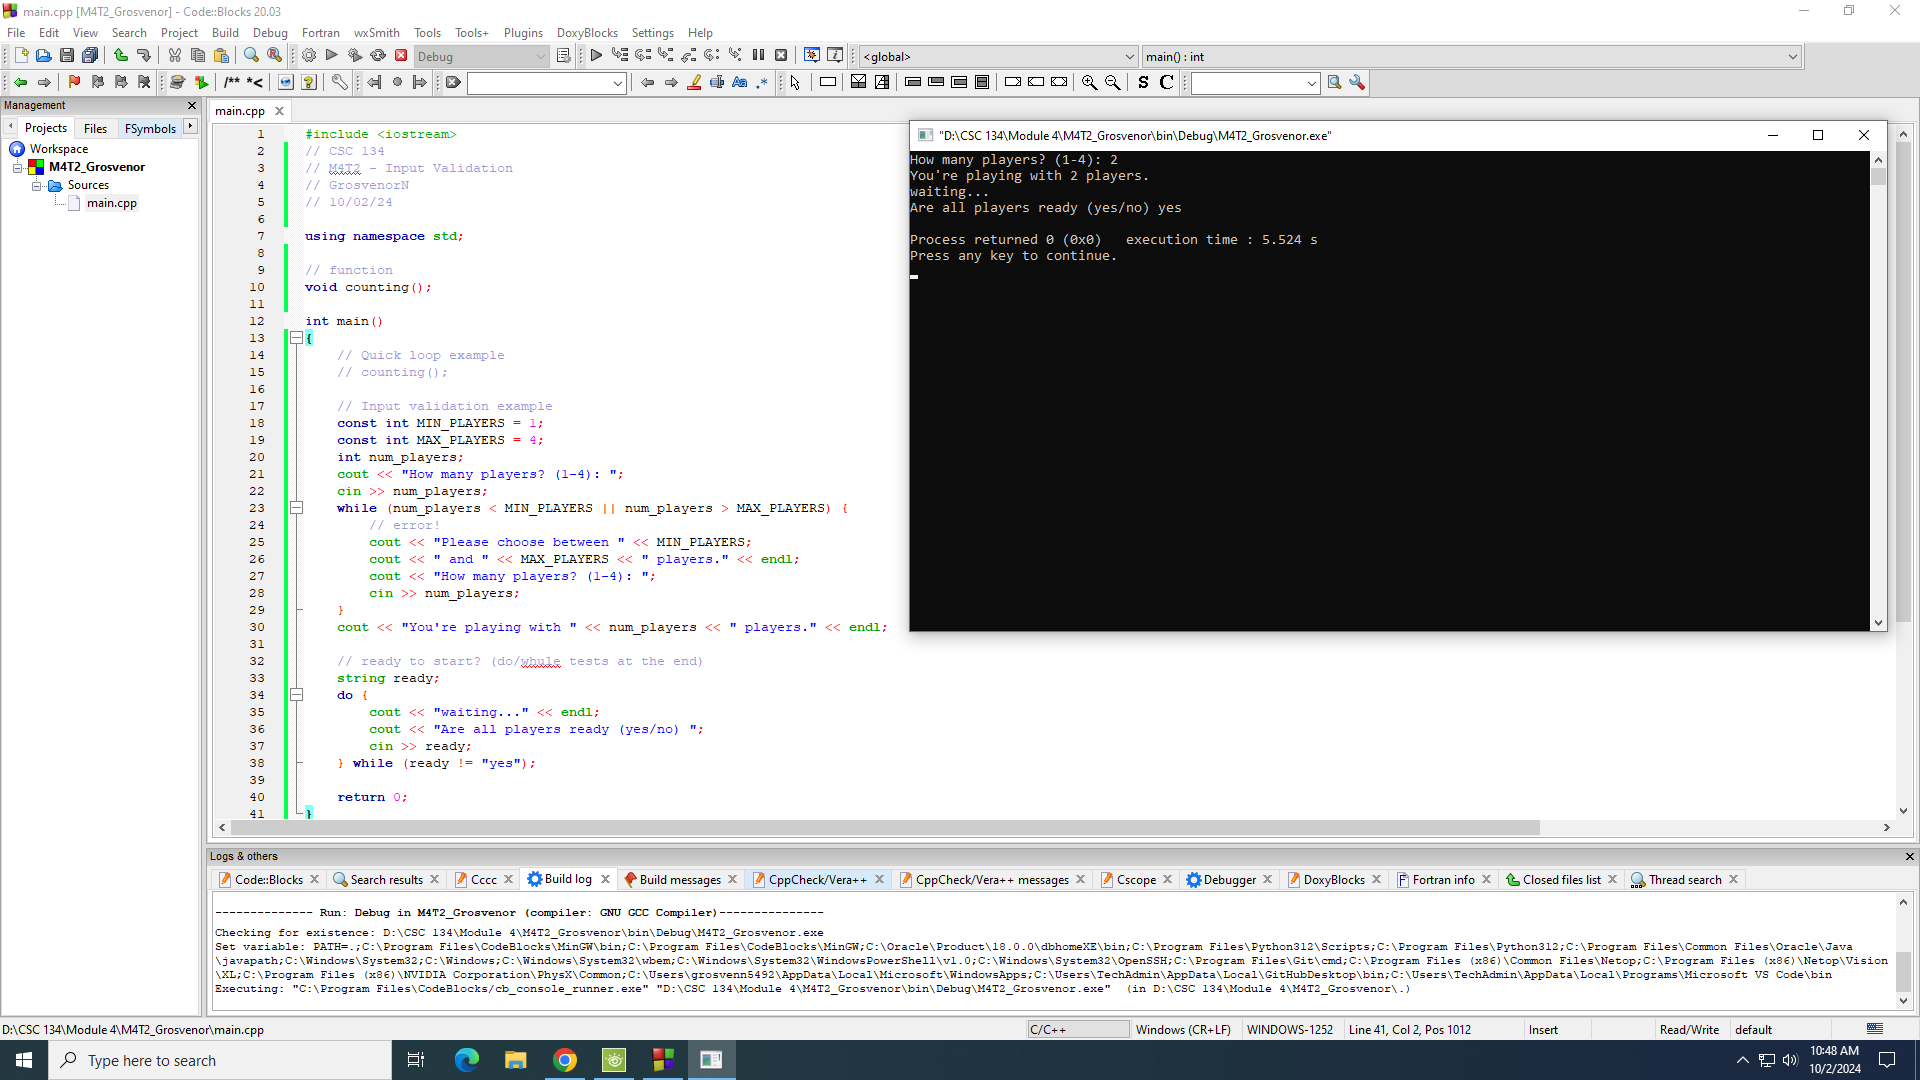 main.cpp [M4T2_Grosvenor] - Code::Blocks 20.03
File Edit View Search Project Build Debug Fortran wxSmith Tools Tools+ Plugins DoxyBlocks Settings Help
Debug
<global>
main() : int
/** *<
S C
Management
Projects Files FSymbols
Workspace
M4T2_Grosvenor
Sources
main.cpp
main.cpp
1 #include <iostream>
2 // CSC 134
3 // M4T2 - Input Validation
4 // GrosvenorN
5 // 10/02/24
6
7 using namespace std;
8
9 // function
10 void counting();
11
12 int main()
13 {
14 // Quick loop example
15 // counting();
16
17 // Input validation example
18 const int MIN_PLAYERS = 1;
19 const int MAX_PLAYERS = 4;
20 int num_players;
21 cout << "How many players? (1-4): ";
22 cin >> num_players;
23 while (num_players < MIN_PLAYERS || num_players > MAX_PLAYERS) {
24 // error!
25 cout << "Please choose between " << MIN_PLAYERS;
26 cout << " and " << MAX_PLAYERS << " players." << endl;
27 cout << "How many players? (1-4): ";
28 cin >> num_players;
29 }
30 cout << "You're playing with " << num_players << " players." << endl;
31
32 // ready to start? (do/whule tests at the end)
33 string ready;
34 do {
35 cout << "waiting..." << endl;
36 cout << "Are all players ready (yes/no) ";
37 cin >> ready;
38 } while (ready != "yes");
39
40 return 0;
41 }
"D:\CSC 134\Module 4\M4T2_Grosvenor\bin\Debug\M4T2_Grosvenor.exe"
How many players? (1-4): 2
You're playing with 2 players.
waiting...
Are all players ready (yes/no) yes
Process returned 0 (0x0)   execution time : 5.524 s
Press any key to continue.
Logs & others
Code::Blocks Search results Cccc Build log Build messages CppCheck/Vera++ CppCheck/Vera++ messages Cscope Debugger DoxyBlocks Fortran info Closed files list Thread search
-------------- Run: Debug in M4T2_Grosvenor (compiler: GNU GCC Compiler)---------------
Checking for existence: D:\CSC 134\Module 4\M4T2_Grosvenor\bin\Debug\M4T2_Grosvenor.exe
Set variable: PATH=.;C:\Program Files\CodeBlocks\MinGW\bin;C:\Program Files\CodeBlocks\MinGW;C:\Oracle\Product\18.0.0\dbhomeXE\bin;C:\Program Files\Python312\Scripts;C:\Program Files\Python312;C:\Program Files\Common Files\Oracle\Java
\javapath;C:\Windows\System32;C:\Windows;C:\Windows\System32\wbem;C:\Windows\System32\WindowsPowerShell\v1.0;C:\Windows\System32\OpenSSH;C:\Program Files\Git\cmd;C:\Program Files (x86)\Common Files\Netop;C:\Program Files (x86)\Netop\Vision
\XL;C:\Program Files (x86)\NVIDIA Corporation\PhysX\Common;C:\Users\grosvenn5492\AppData\Local\Microsoft\WindowsApps;C:\Users\TechAdmin\AppData\Local\GitHubDesktop\bin;C:\Users\TechAdmin\AppData\Local\Programs\Microsoft VS Code\bin
Executing: "C:\Program Files\CodeBlocks/cb_console_runner.exe" "D:\CSC 134\Module 4\M4T2_Grosvenor\bin\Debug\M4T2_Grosvenor.exe"  (in D:\CSC 134\Module 4\M4T2_Grosvenor\.)
D:\CSC 134\Module 4\M4T2_Grosvenor\main.cpp
C/C++
Windows (CR+LF)
WINDOWS-1252
Line 41, Col 2, Pos 1012
Insert
Read/Write
default
Type here to search
10:48 AM
10/2/2024